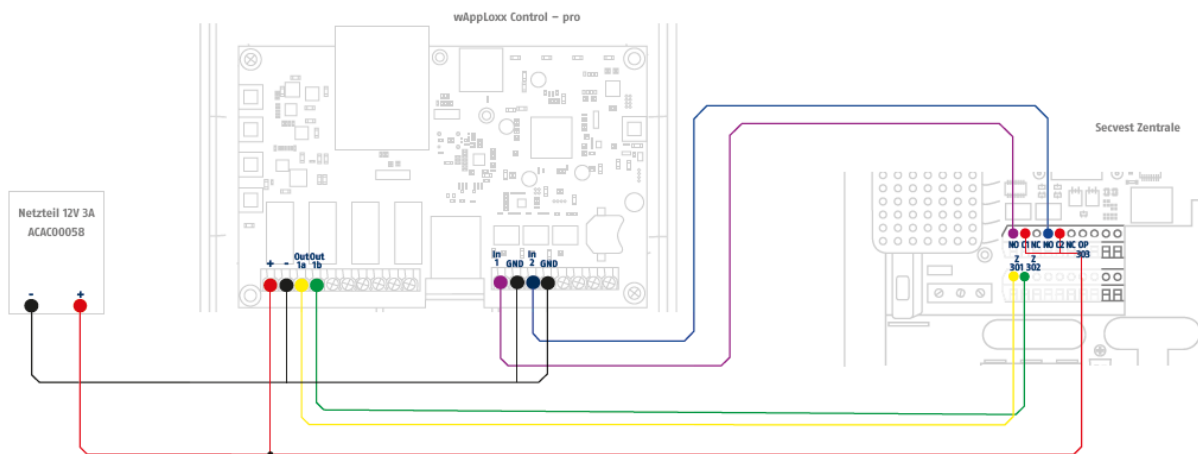 wAppLoxx Control – pro
Secvest Zentrale
Netzteil 12V 3A
ACAC00058
- +
+ - Out 1a Out 1b
In 1 GND In 2 GND
NO C1 NC NO C2 NC OP 303
Z 301 Z 302